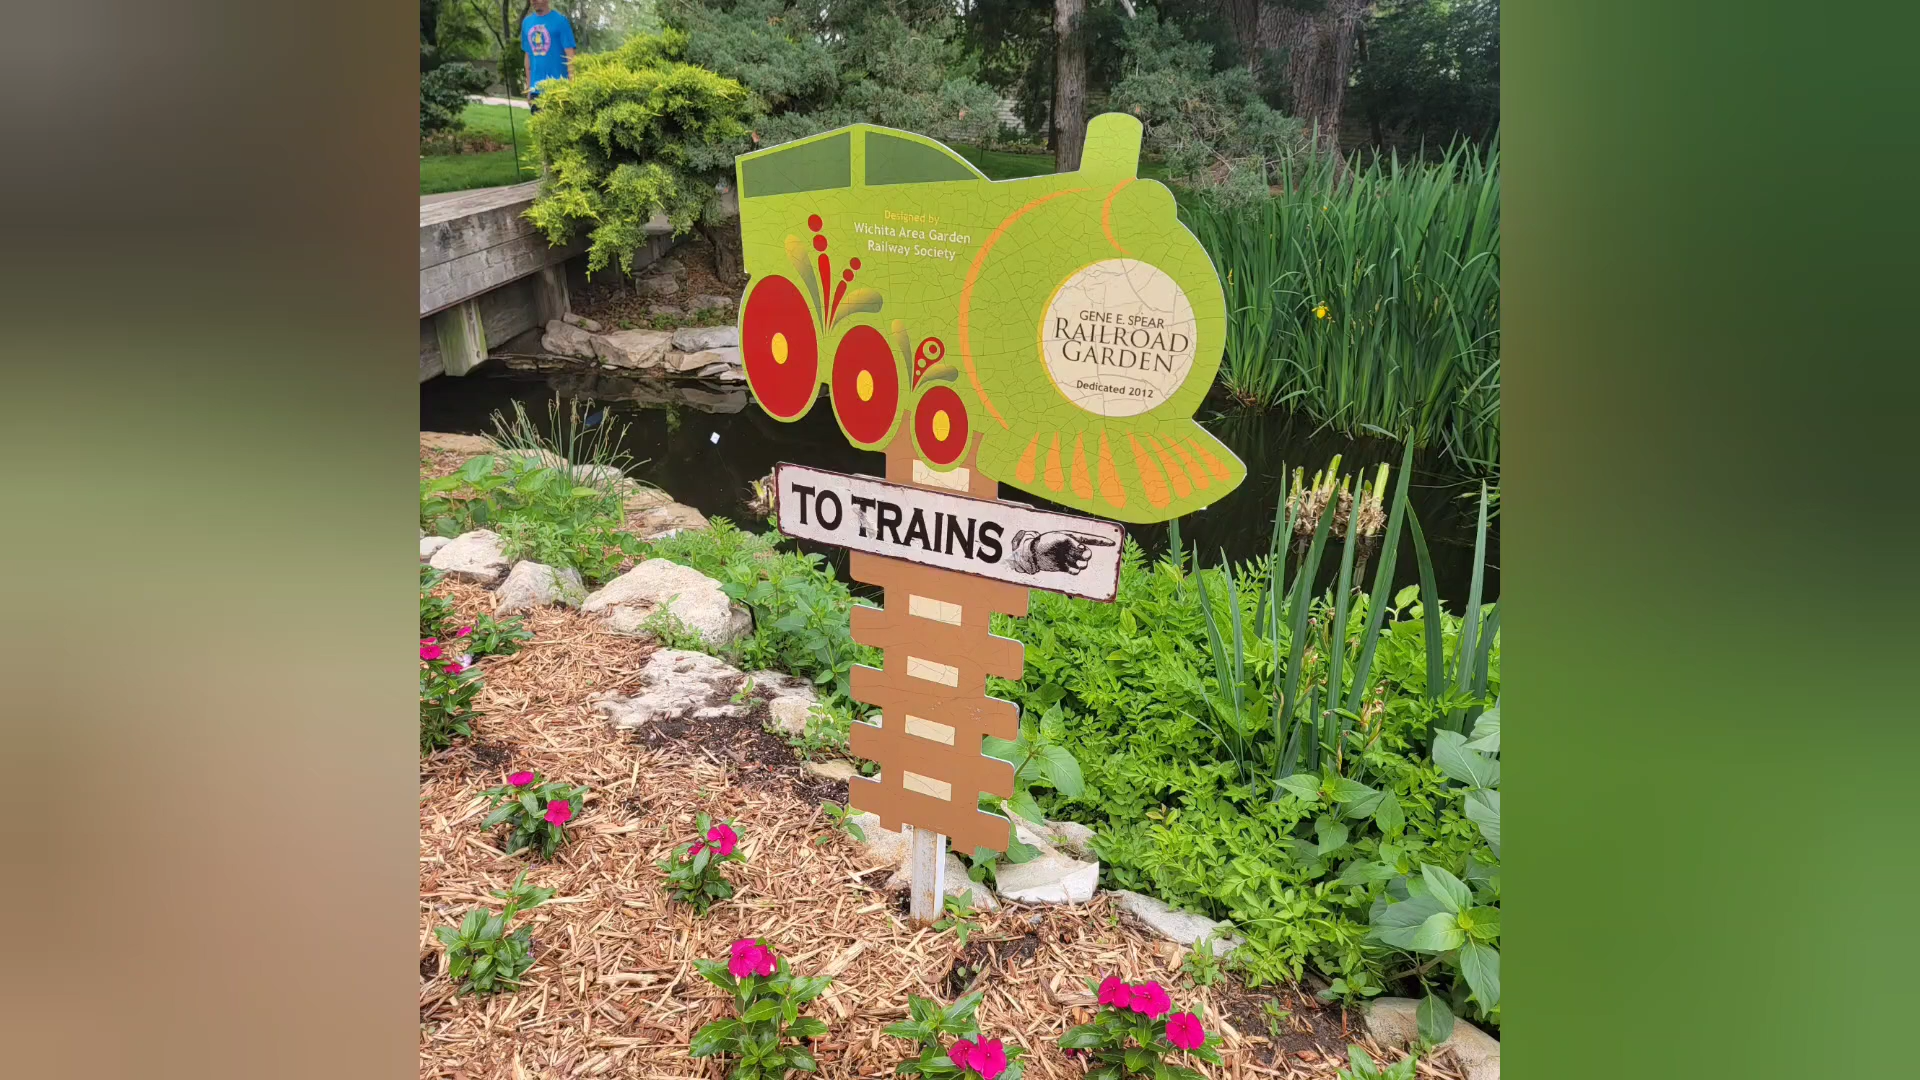 Designed by
Wichita Area Garden
Railway Society
GENE E. SPEAR
RAILROAD
GARDEN
Dedicated 2012
TO TRAINS